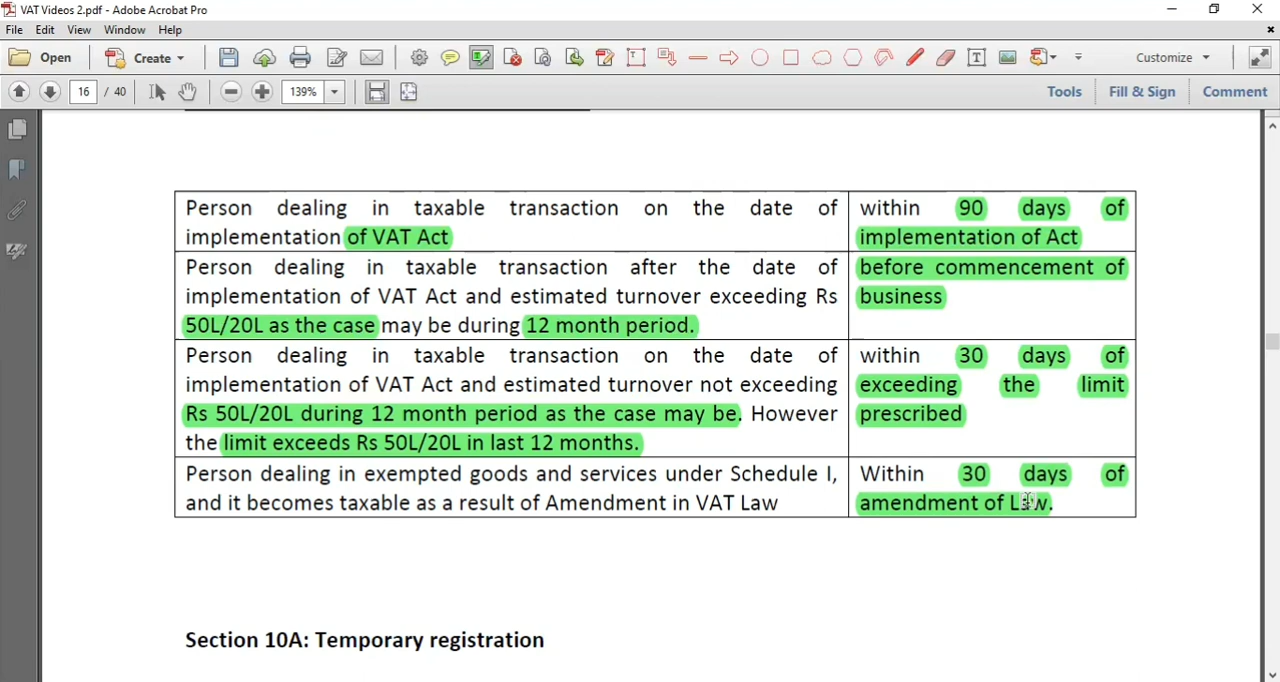 VAT Videos 2.pdf - Adobe Acrobat Pro
File Edit View Window Help
Open Create Customize
16 / 40 139% Tools Fill & Sign Comment
Person dealing in taxable transaction on the date of
implementation of VAT Act
within 90 days of
implementation of Act
Person dealing in taxable transaction after the date of
implementation of VAT Act and estimated turnover exceeding Rs
50L/20L as the case may be during 12 month period.
before commencement of
business
Person dealing in taxable transaction on the date of
implementation of VAT Act and estimated turnover not exceeding
Rs 50L/20L during 12 month period as the case may be. However
the limit exceeds Rs 50L/20L in last 12 months.
within 30 days of
exceeding the limit
prescribed
Person dealing in exempted goods and services under Schedule I,
and it becomes taxable as a result of Amendment in VAT Law
Within 30 days of
amendment of Law.
Section 10A: Temporary registration